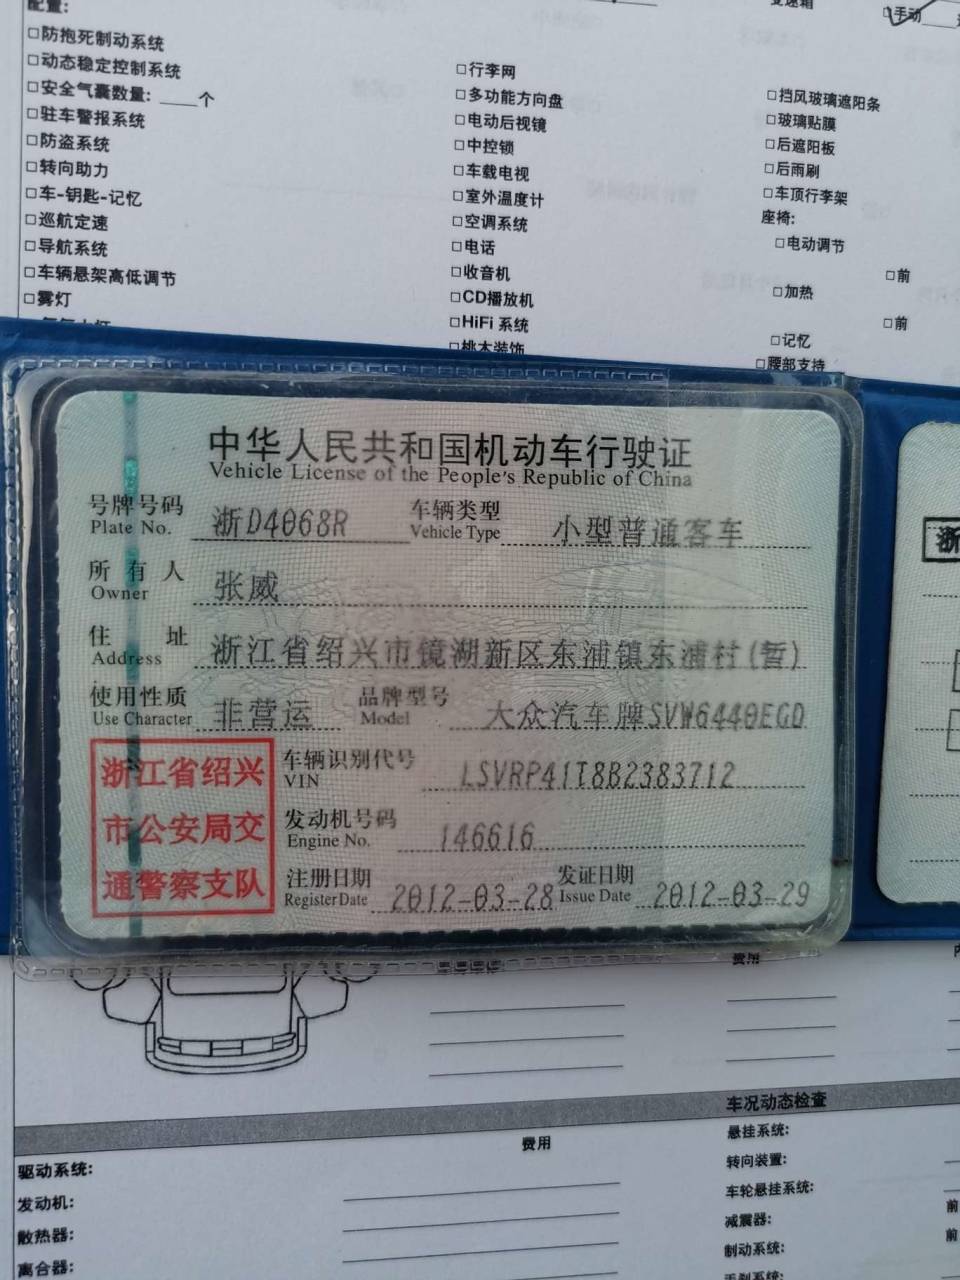 配置:
变速箱
□手动
□防抱死制动系统
□动态稳定控制系统
□安全气囊数量: ____个
□驻车警报系统
□防盗系统
□转向助力
□车-钥匙-记忆
□巡航定速
□导航系统
□车辆悬架高低调节
□雾灯
□行李网
□多功能方向盘
□电动后视镜
□中控锁
□车载电视
□室外温度计
□空调系统
□电话
□收音机
□CD播放机
□HiFi 系统
□桃木装饰
□挡风玻璃遮阳条
□玻璃贴膜
□后遮阳板
□后雨刷
□车顶行李架
座椅:
□电动调节
□前
□加热
□前
□记忆
□腰部支持
中华人民共和国机动车行驶证
Vehicle License of the People's Republic of China
号牌号码 浙D4068R 车辆类型 小型普通客车
Plate No. Vehicle Type
所有人 张威
Owner
住址 浙江省绍兴市镜湖新区东浦镇东浦村(暂)
Address
使用性质 非营运 品牌型号 大众汽车牌SVW6440EGD
Use Character Model
浙江省绍兴
市公安局交
通警察支队
车辆识别代号 LSVRP41T8B2383712
VIN
发动机号码 146616
Engine No.
注册日期 2012-03-28 发证日期 2012-03-29
Register Date Issue Date
浙
费用
车况动态检查
费用
驱动系统:
发动机:
散热器:
离合器:
悬挂系统:
转向装置:
车轮悬挂系统:
减震器:
制动系统:
手刹系统:
前
前